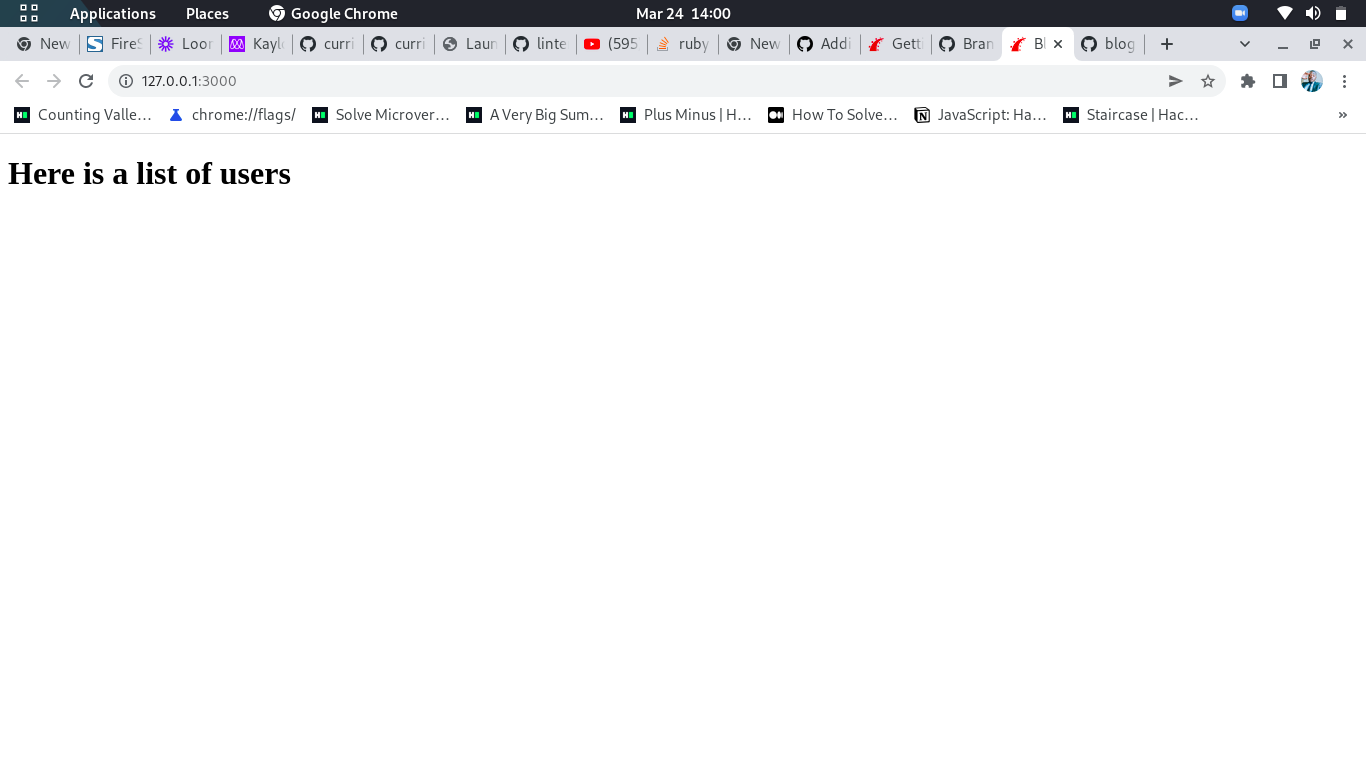 Applications Places Google Chrome Mar 24 14:00
New FireS Loom Kaylo curri curri Laun linte (595 ruby New Addi Getti Bran Bl blog
127.0.0.1:3000
Counting Valle... chrome://flags/ Solve Microver... A Very Big Sum... Plus Minus | H... How To Solve... JavaScript: Ha... Staircase | Hac... »
Here is a list of users